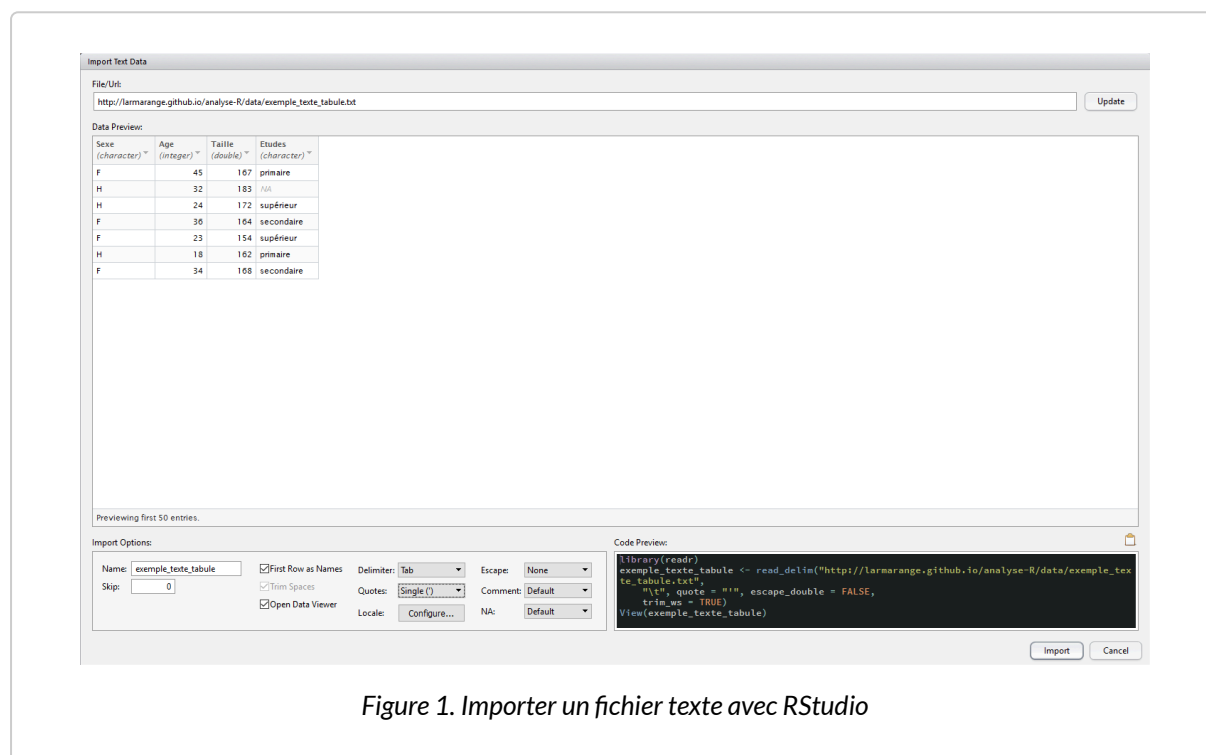 Import Text Data
File/Url:
http://larmarange.github.io/analyse-R/data/exemple_texte_tabule.txt
Update
Data Preview:
Sexe Age Taille Etudes
(character) (integer) (double) (character)
F 45 167 primaire
H 32 183 NA
H 24 172 supérieur
F 36 164 secondaire
F 23 154 supérieur
H 18 162 primaire
F 34 168 secondaire
Previewing first 50 entries.
Import Options:
Name: exemple_texte_tabule
Skip: 0
First Row as Names
Trim Spaces
Open Data Viewer
Delimiter: Tab
Quotes: Single (')
Locale: Configure...
Escape: None
Comment: Default
NA: Default
Code Preview:
library(readr)
exemple_texte_tabule <- read_delim("http://larmarange.github.io/analyse-R/data/exemple_tex
te_tabule.txt",
"\t", quote = "'", escape_double = FALSE,
trim_ws = TRUE)
View(exemple_texte_tabule)
Import Cancel
Figure 1. Importer un fichier texte avec RStudio